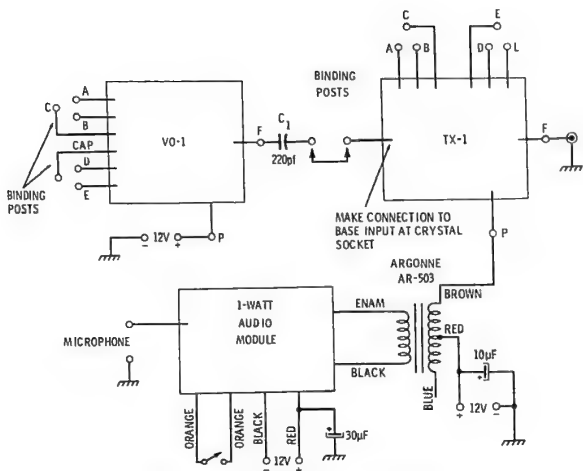 C
E
A
B
D
L
BINDING
POSTS
A
C
B
CAP
D
E
BINDING
POSTS
VO-1
F
C1
220pf
TX-1
F
MAKE CONNECTION TO
BASE INPUT AT CRYSTAL
SOCKET
- 12V +
P
P
ARGONNE
AR-503
BROWN
1-WATT
AUDIO
MODULE
ENAM
RED
MICROPHONE
BLACK
BLUE
10µF
+
+ 12V -
ORANGE
ORANGE
BLACK
RED
+
30µF
- 12V +